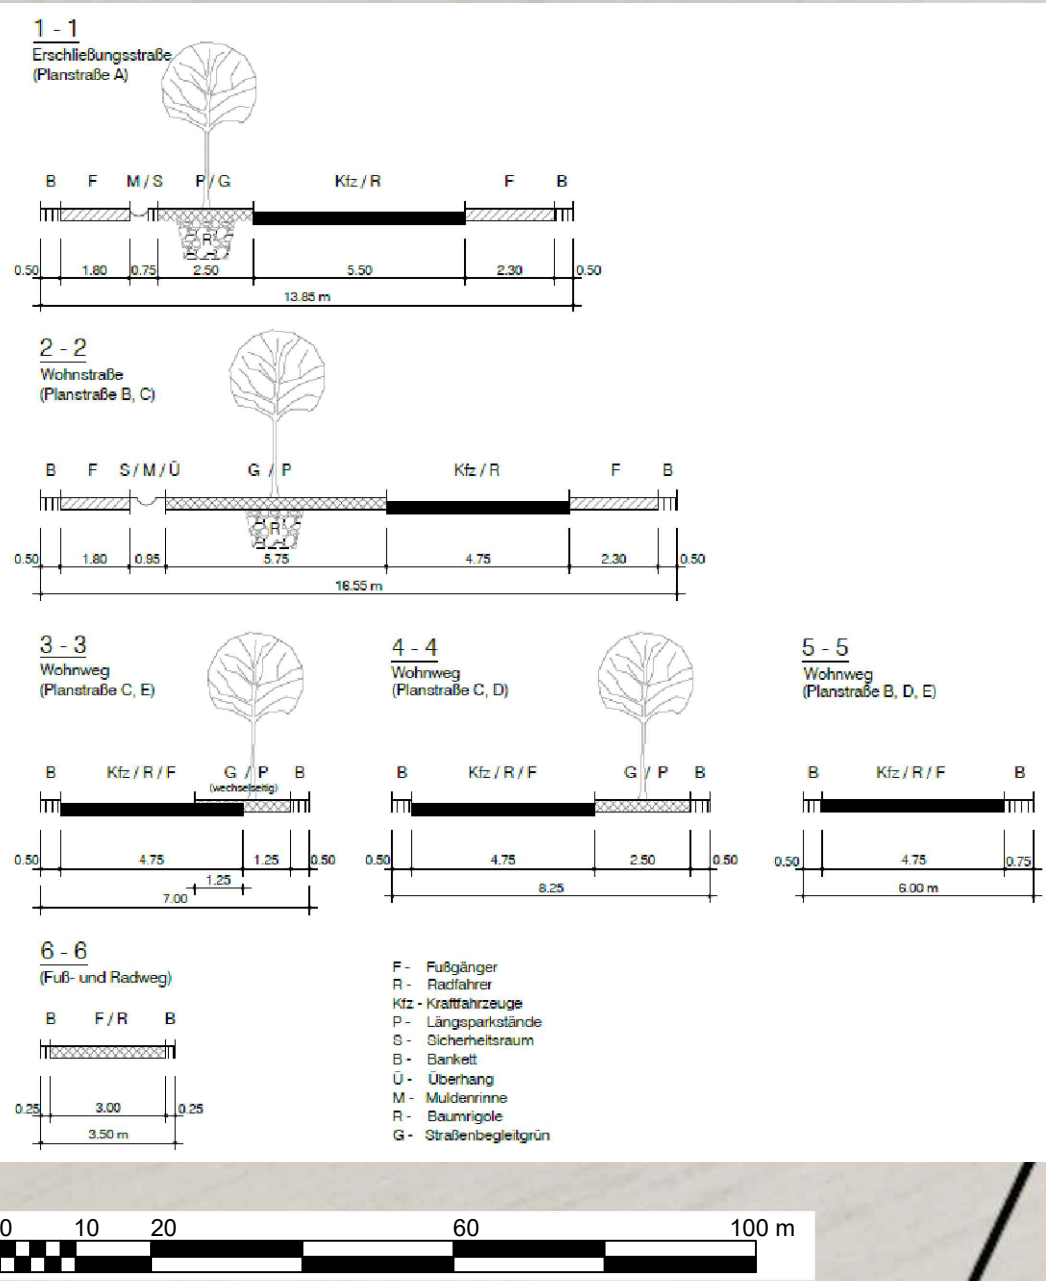 1 - 1
Erschließungsstraße
(Planstraße A)
B F M / S P / G Kfz / R F B
R
0.50 1.80 0.75 2.50 5.50 2.30 0.50
13.85 m
2 - 2
Wohnstraße
(Planstraße B, C)
B F S / M / Ü G / P Kfz / R F B
R
0.50 1.80 0.95 5.75 4.75 2.30 0.50
16.55 m
3 - 3
Wohnweg
(Planstraße C, E)
B Kfz / R / F G / P B
(wechselseitig)
0.50 4.75 1.25 0.50
1.25
7.00
4 - 4
Wohnweg
(Planstraße C, D)
B Kfz / R / F G / P B
0.50 4.75 2.50 0.50
8.25
5 - 5
Wohnweg
(Planstraße B, D, E)
B Kfz / R / F B
0.50 4.75 0.75
6.00 m
6 - 6
(Fuß- und Radweg)
B F / R B
0.25 3.00 0.25
3.50 m
F - Fußgänger
R - Radfahrer
Kfz - Kraftfahrzeuge
P - Längsparkstände
S - Sicherheitsraum
B - Bankett
Ü - Überhang
M - Muldenrinne
R - Baumrigole
G - Straßenbegleitgrün
0 10 20 60 100 m